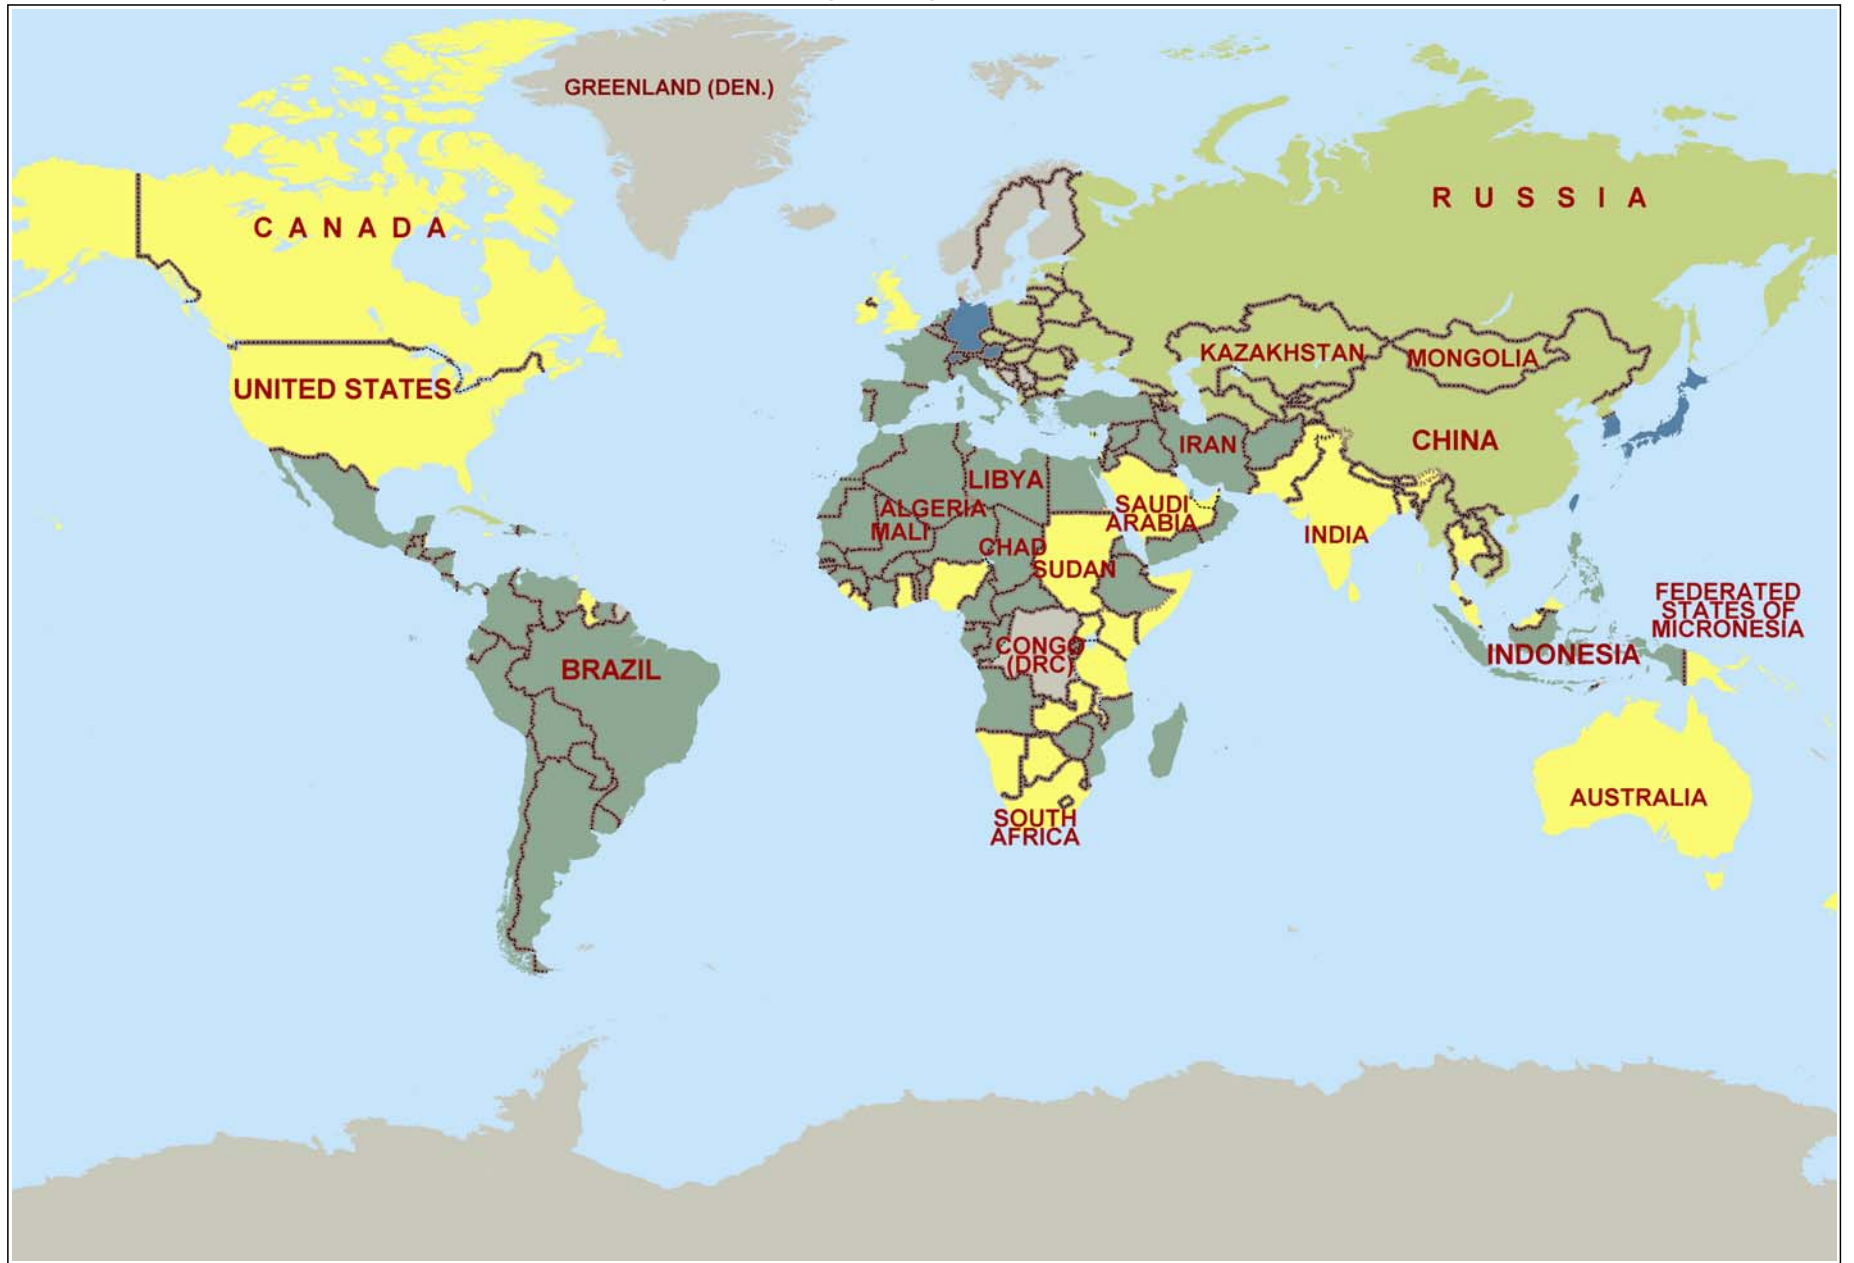 GREENLAND (DEN.)
C A N A D A
R U S S I A
UNITED STATES
KAZAKHSTAN
MONGOLIA
CHINA
IRAN
LIBYA
ALGERIA
MALI
SAUDI
ARABIA
INDIA
CHAD
SUDAN
FEDERATED
STATES OF
MICRONESIA
CONGO
(DRC)
INDONESIA
BRAZIL
AUSTRALIA
SOUTH
AFRICA